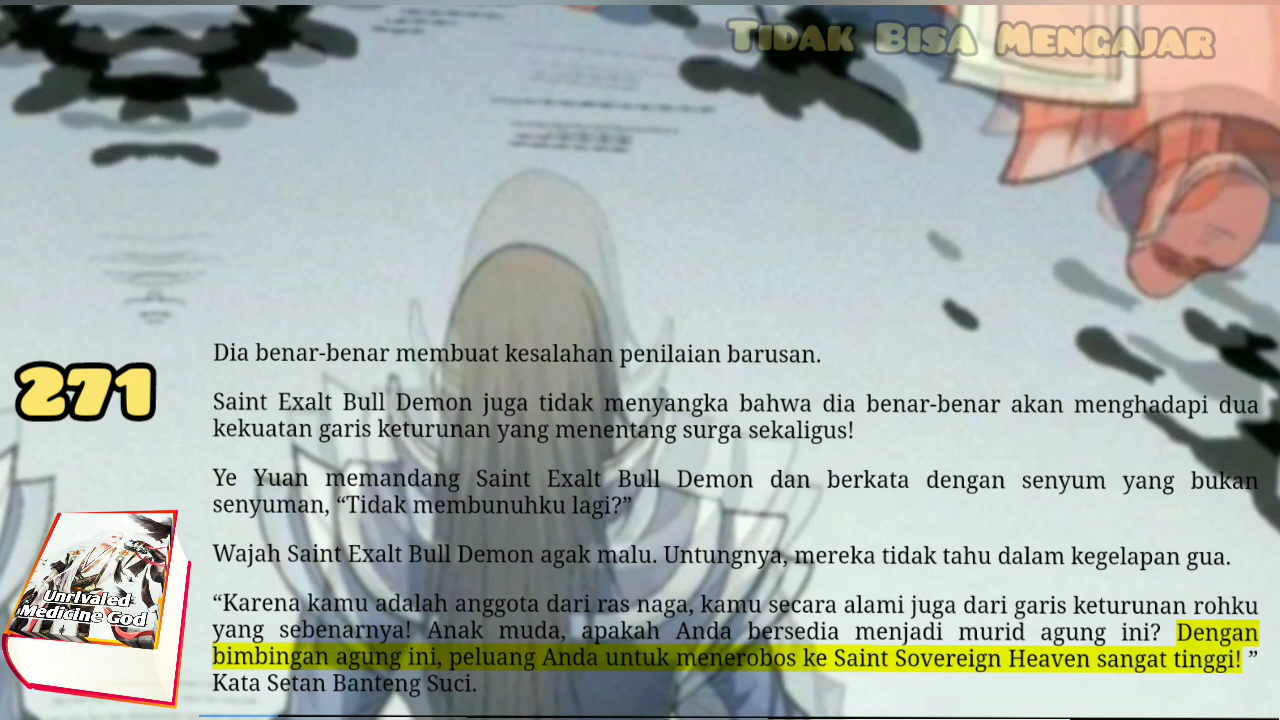 TIDAK BISA MENGAJAR
Dia benar-benar membuat kesalahan penilaian barusan.
271
Saint Exalt Bull Demon juga tidak menyangka bahwa dia benar-benar akan menghadapi dua
kekuatan garis keturunan yang menentang surga sekaligus!
Ye Yuan memandang Saint Exalt Bull Demon dan berkata dengan senyum yang bukan
senyuman, “Tidak membunuhku lagi?”
Wajah Saint Exalt Bull Demon agak malu. Untungnya, mereka tidak tahu dalam kegelapan gua.
“Karena kamu adalah anggota dari ras naga, kamu secara alami juga dari garis keturunan rohku
yang sebenarnya! Anak muda, apakah Anda bersedia menjadi murid agung ini? Dengan
bimbingan agung ini, peluang Anda untuk menerobos ke Saint Sovereign Heaven sangat tinggi! ”
Kata Setan Banteng Suci.
Unrivaled
Medicine God